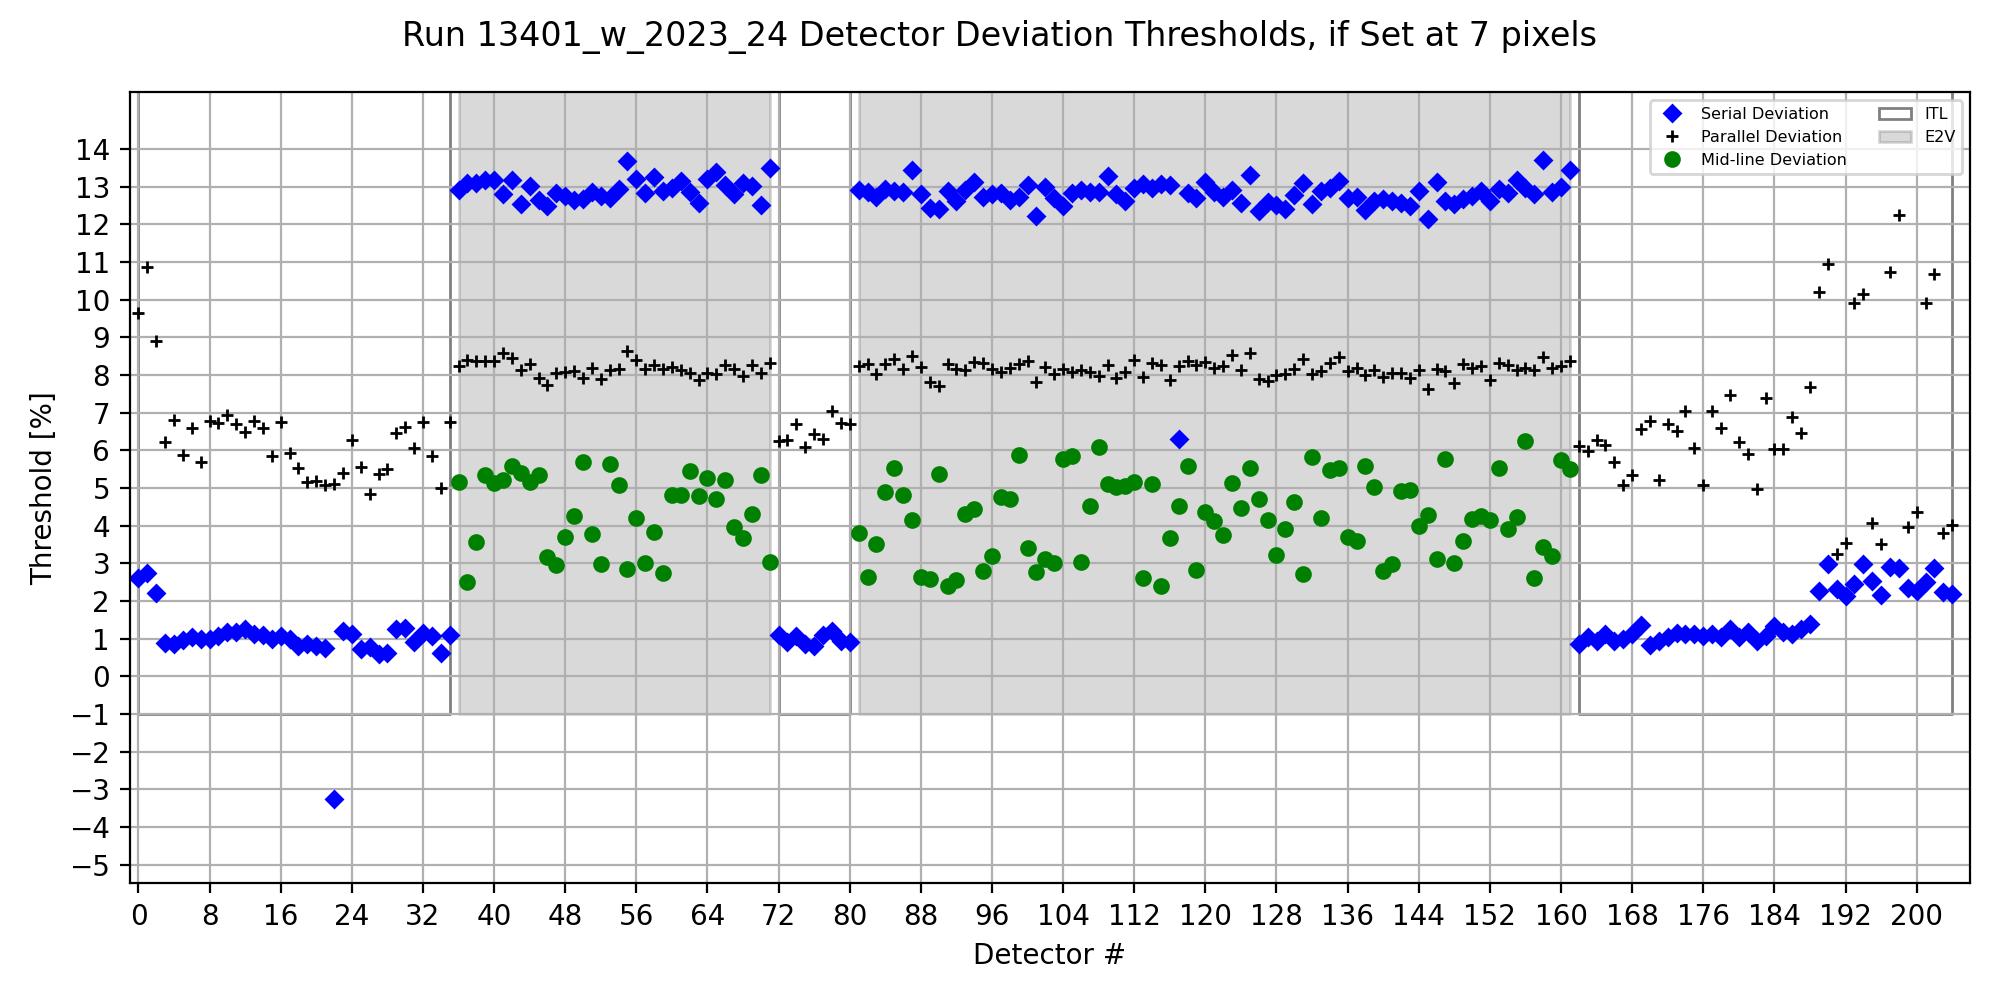 Run 13401_w_2023_24 Detector Deviation Thresholds, if Set at 7 pixels
Serial Deviation
Parallel Deviation
Mid-line Deviation
ITL
E2V
Threshold [%]
14
13
12
11
10
9
8
7
6
5
4
3
2
1
0
−1
−2
−3
−4
−5
0 8 16 24 32 40 48 56 64 72 80 88 96 104 112 120 128 136 144 152 160 168 176 184 192 200
Detector #